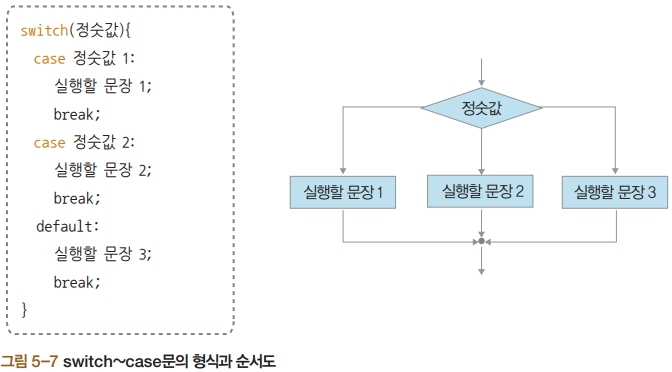 switch(정숫값){
case 정숫값 1:
실행할 문장 1;
break;
case 정숫값 2:
실행할 문장 2;
break;
default:
실행할 문장 3;
break;
}
정숫값
실행할 문장 1
실행할 문장 2
실행할 문장 3
그림 5-7 switch~case문의 형식과 순서도